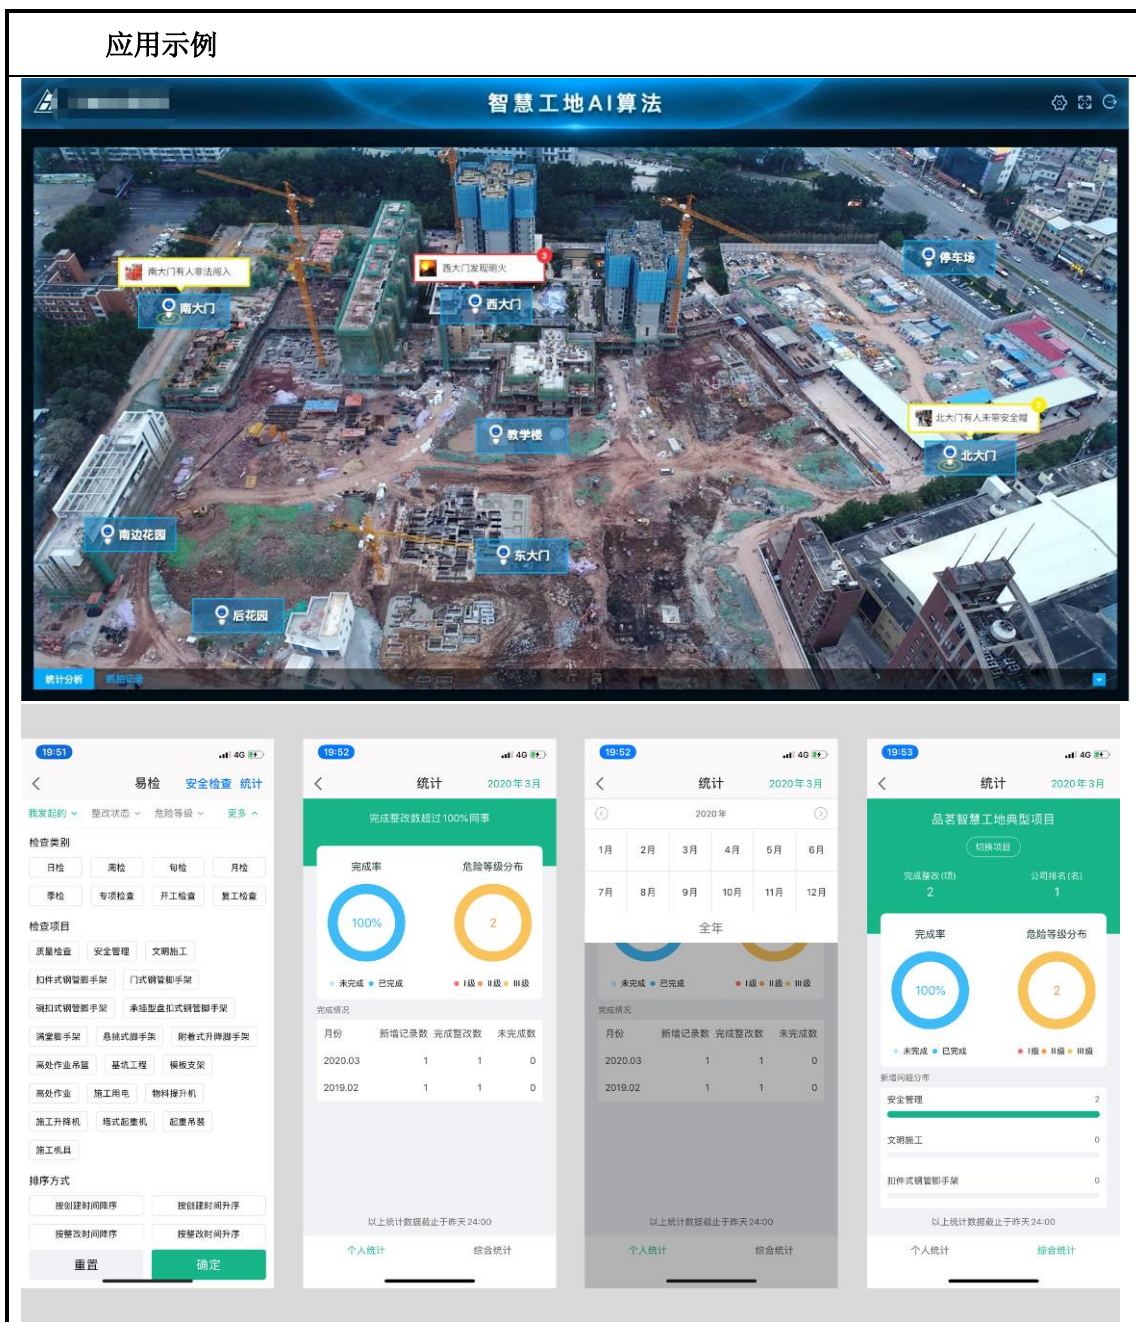 应用示例
智慧工地AI算法
南大门有人非法闯入
南大门
3
西大门发现明火
西大门
停车场
北大门有人未带安全帽
北大门
教学楼
南边花园
东大门
后花园
统计分析 抓拍记录
19:51 4G
易检 安全检查 统计
我发起的 整改状态 危险等级 更多
检查类别
日检 周检 旬检 月检
季检 专项检查 开工检查 复工检查
检查项目
质量检查 安全管理 文明施工
扣件式钢管脚手架 门式钢管脚手架
碗扣式钢管脚手架 承插型盘扣式钢管脚手架
满堂脚手架 悬挑式脚手架 附着式升降脚手架
高处作业吊篮 基坑工程 模板支架
高处作业 施工用电 物料提升机
施工升降机 塔式起重机 起重吊装
施工机具
排序方式
按创建时间降序 按创建时间升序
按整改时间降序 按整改时间升序
重置 确定
19:52 4G
统计 2020年3月
完成整改数超过100%同事
完成率 危险等级分布
100% 2
未完成 已完成 I级 II级 III级
完成情况
月份 新增记录数 完成整改数 未完成数
2020.03 1 1 0
2019.02 1 1 0
以上统计数据截止于昨天24:00
个人统计 综合统计
19:52 4G
统计 2020年3月
2020年
1月 2月 3月 4月 5月 6月
7月 8月 9月 10月 11月 12月
全年
未完成 已完成 I级 II级 III级
完成情况
月份 新增记录数 完成整改数 未完成数
2020.03 1 1 0
2019.02 1 1 0
以上统计数据截止于昨天24:00
个人统计 综合统计
19:53 4G
统计 2020年3月
品茗智慧工地典型项目
切换项目
完成整改(项) 公司排名(名)
2 1
完成率 危险等级分布
100% 2
未完成 已完成 I级 II级 III级
新增问题分布
安全管理 2
文明施工 0
扣件式钢管脚手架 0
以上统计数据截止于昨天24:00
个人统计 综合统计